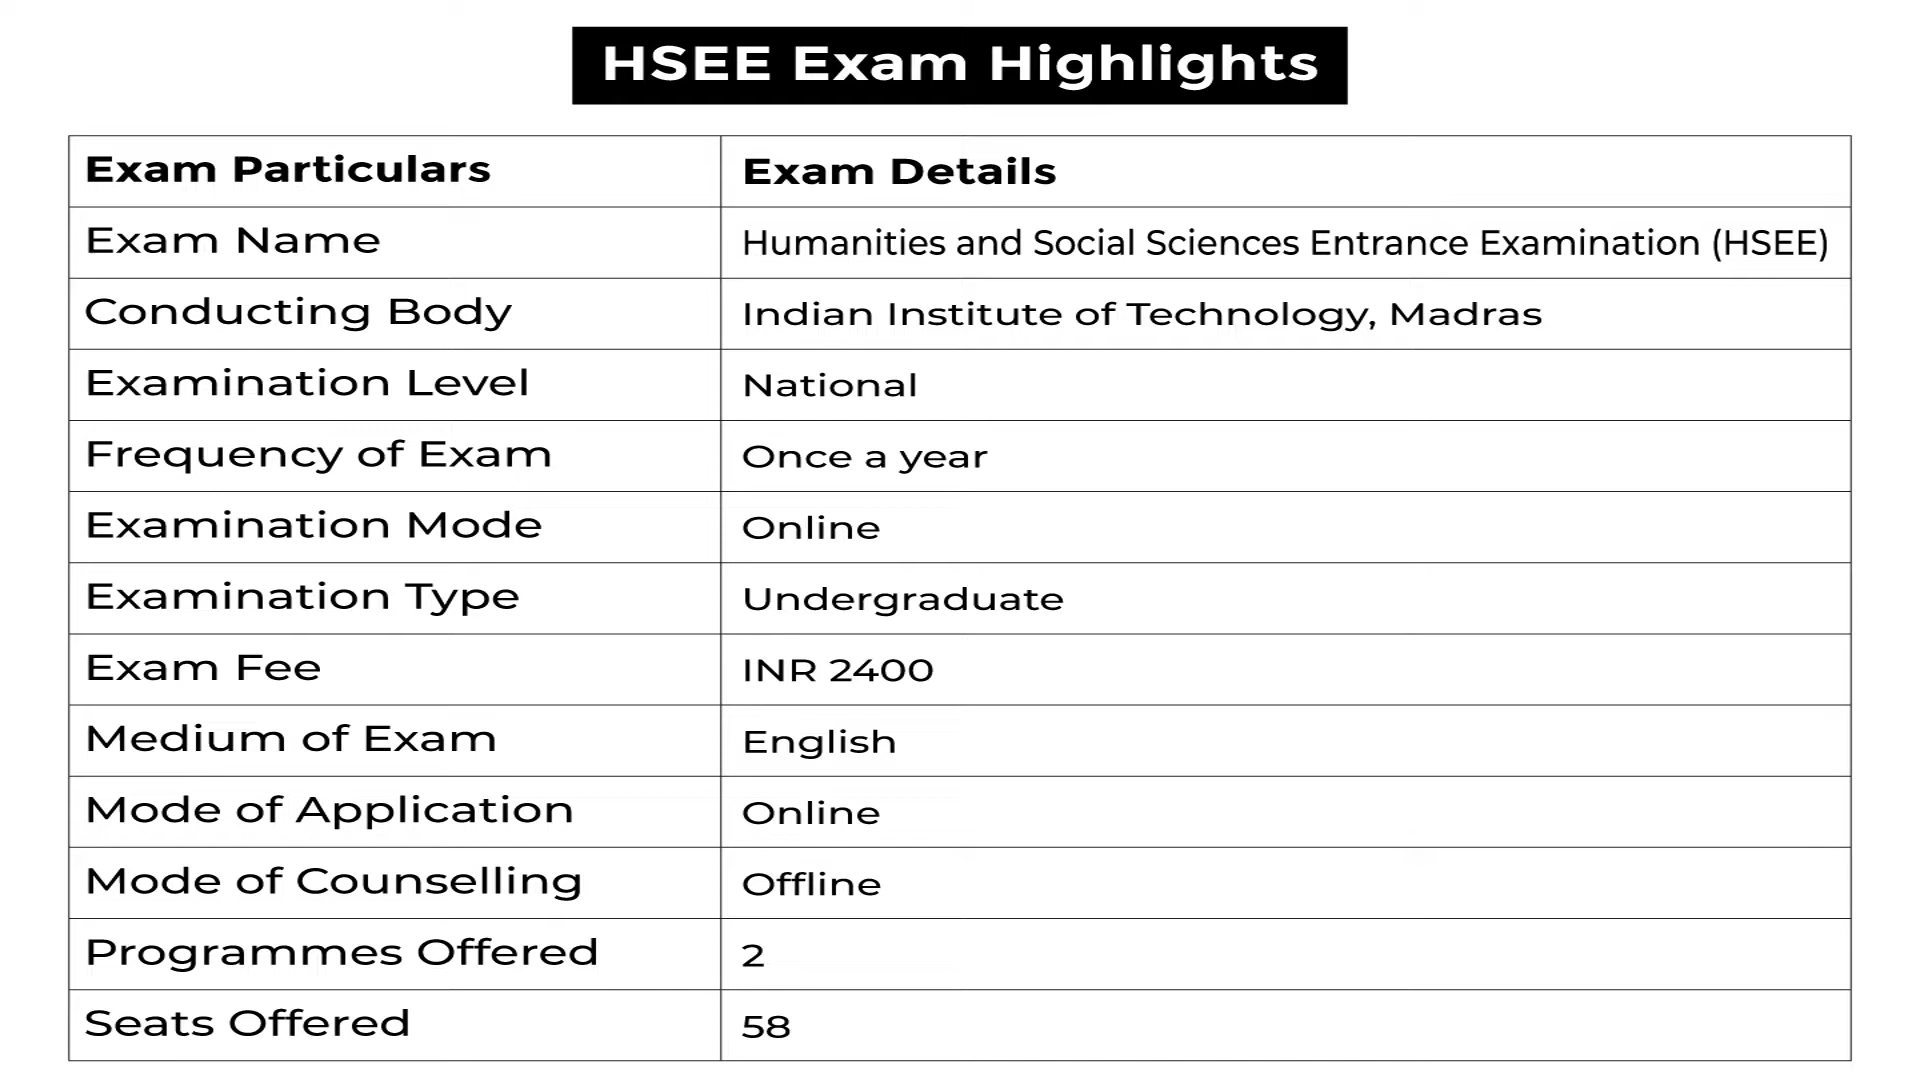 HSEE Exam Highlights
Exam Particulars Exam Details
Exam Name Humanities and Social Sciences Entrance Examination (HSEE)
Conducting Body Indian Institute of Technology, Madras
Examination Level National
Frequency of Exam Once a year
Examination Mode Online
Examination Type Undergraduate
Exam Fee INR 2400
Medium of Exam English
Mode of Application Online
Mode of Counselling Offline
Programmes Offered 2
Seats Offered 58